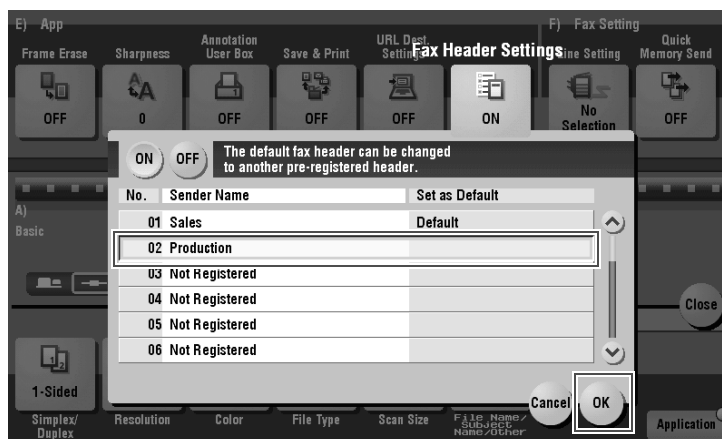 E) App
F) Fax Setting
Frame Erase
Sharpness
Annotation
User Box
Save & Print
URL Dest.
Settings
Fax Header Settings
Line Setting
Quick
Memory Send
OFF
0
OFF
OFF
OFF
ON
No
Selection
OFF
ON
OFF
The default fax header can be changed
to another pre-registered header.
No. Sender Name Set as Default
01 Sales Default
02 Production
03 Not Registered
04 Not Registered
05 Not Registered
06 Not Registered
A)
Basic
Close
Cancel
OK
1-Sided
Simplex/
Duplex
Resolution
Color
File Type
Scan Size
File Name/
Subject
Name/Other
Application